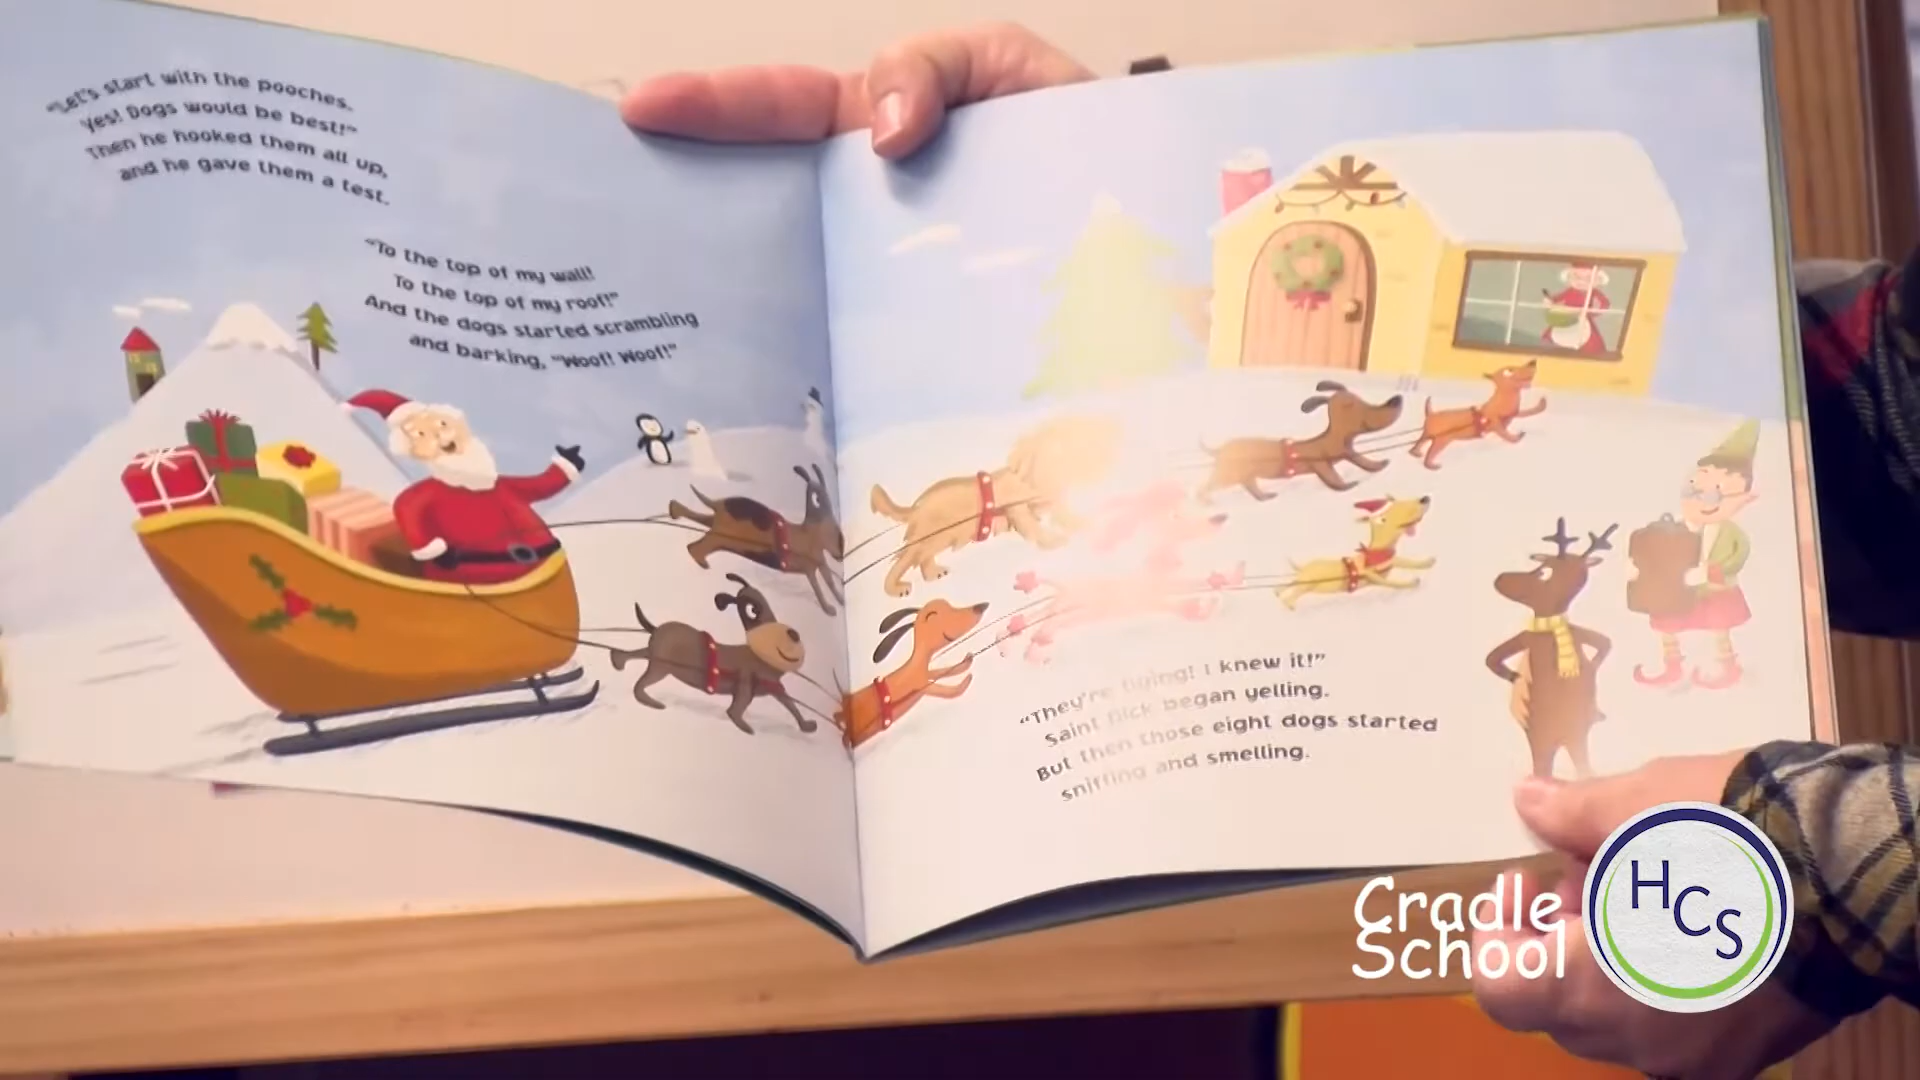 "Let's start with the pooches.
Yes! Dogs would be best!"
Then he hooked them all up,
and he gave them a test.
"To the top of my wall!
To the top of my roof!"
And the dogs started scrambling
and barking, "Woof! Woof!"
"They're flying! I knew it!"
Saint Nick began yelling.
But then those eight dogs started
sniffing and smelling.
Cradle
School
HCS